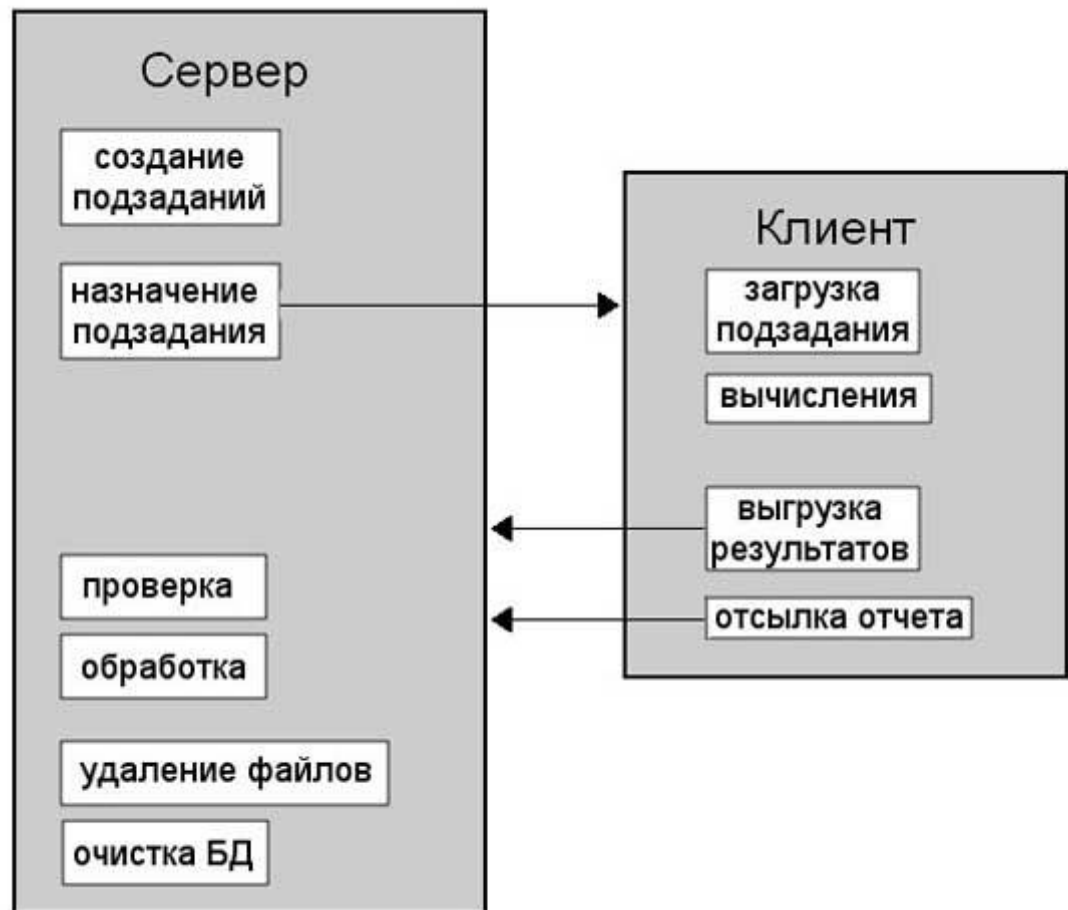 Сервер
создание
подзаданий
назначение
подзадания
проверка
обработка
удаление файлов
очистка БД
Клиент
загрузка
подзадания
вычисления
выгрузка
результатов
отсылка отчета